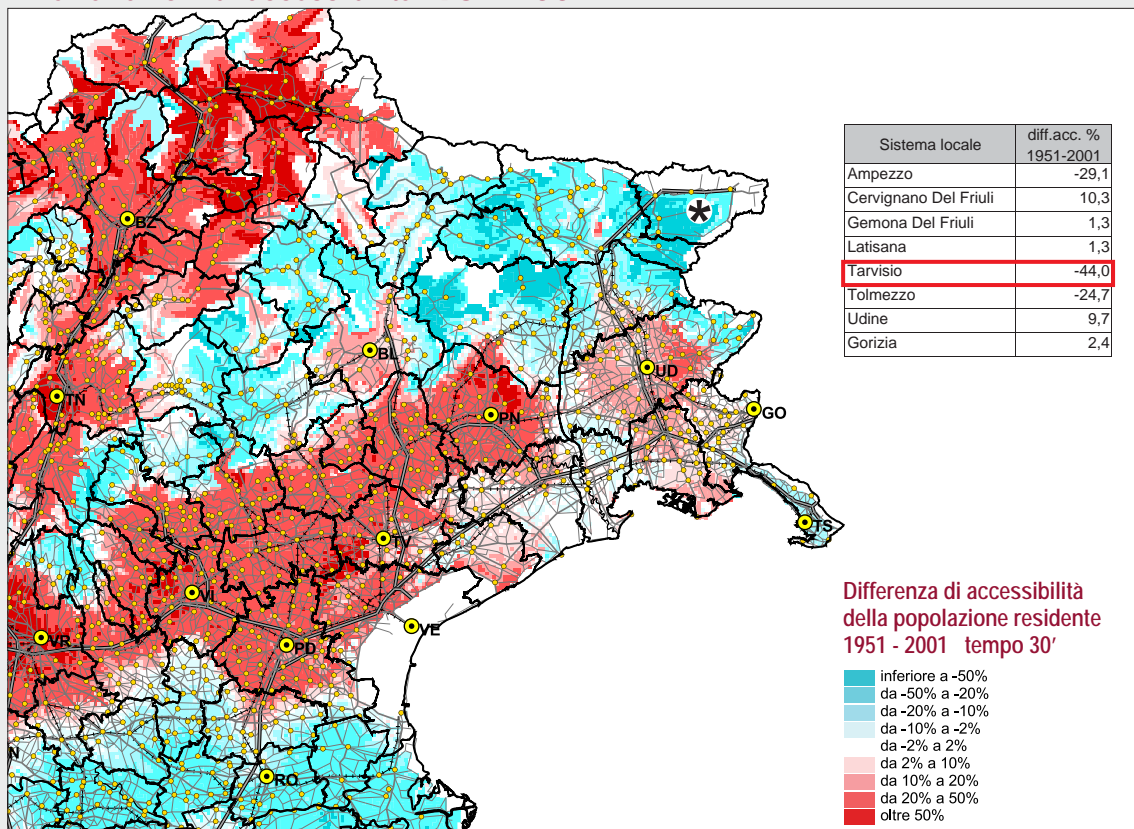 Sistema locale
diff.acc. %
1951-2001
Ampezzo -29,1
Cervignano Del Friuli 10,3
Gemona Del Friuli 1,3
Latisana 1,3
Tarvisio -44,0
Tolmezzo -24,7
Udine 9,7
Gorizia 2,4
*
BZ
BL
UD
TN
PN
GO
TS
TV
VI
VE
VR
PD
N
RO
Differenza di accessibilità
della popolazione residente
1951 - 2001 tempo 30'
inferiore a -50%
da -50% a -20%
da -20% a -10%
da -10% a -2%
da -2% a 2%
da 2% a 10%
da 10% a 20%
da 20% a 50%
oltre 50%